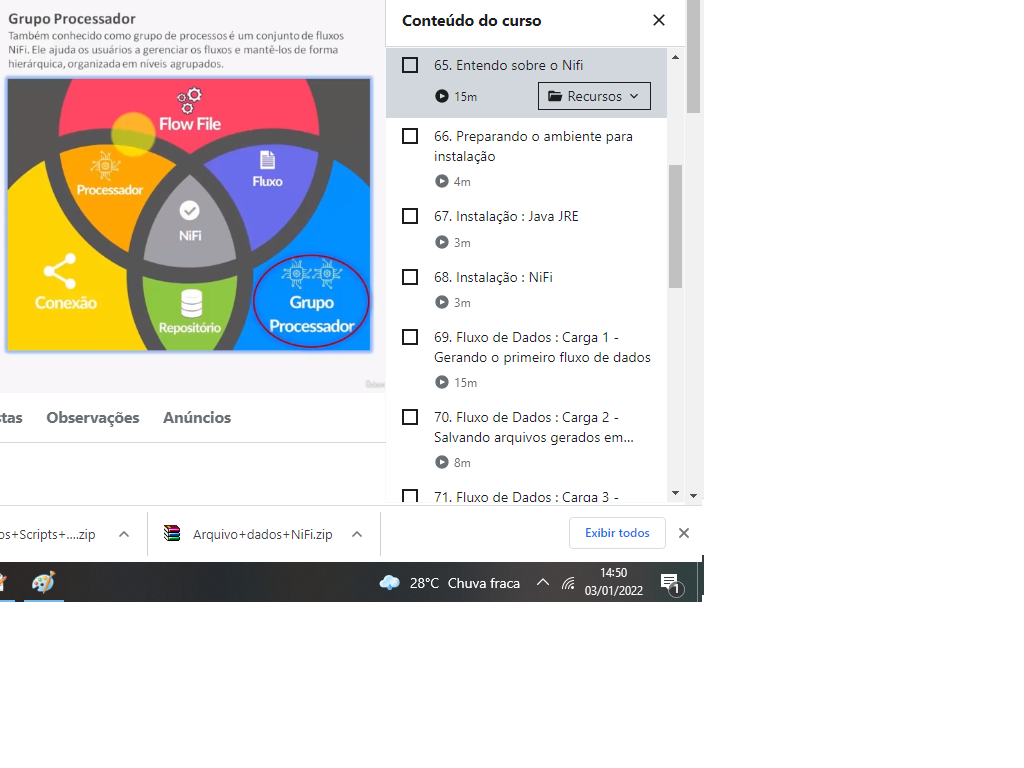 Grupo Processador
Também conhecido como grupo de processos é um conjunto de fluxos
NiFi. Ele ajuda os usuários a gerenciar os fluxos e mantê-los de forma
hierárquica, organizada em níveis agrupados.
Flow File
Processador
Fluxo
NiFi
Conexão
Repositório
Grupo
Processador
stas
Observações
Anúncios
Conteúdo do curso
65. Entendo sobre o Nifi
15m
Recursos
66. Preparando o ambiente para
instalação
4m
67. Instalação : Java JRE
3m
68. Instalação : NiFi
3m
69. Fluxo de Dados : Carga 1 -
Gerando o primeiro fluxo de dados
15m
70. Fluxo de Dados : Carga 2 -
Salvando arquivos gerados em...
8m
71. Fluxo de Dados : Carga 3 -
os+Scripts+....zip
Arquivo+dados+NiFi.zip
Exibir todos
28°C Chuva fraca
14:50
03/01/2022
1